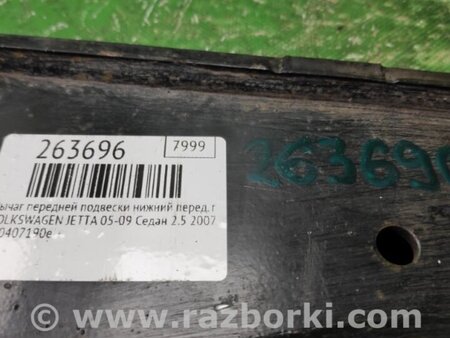 263696
7999
ычаг передней подвески нижний перед.г
OLKSWAGEN JETTA 05-09 Седан 2.5 2007
0407190e
263696
www.razborki.com